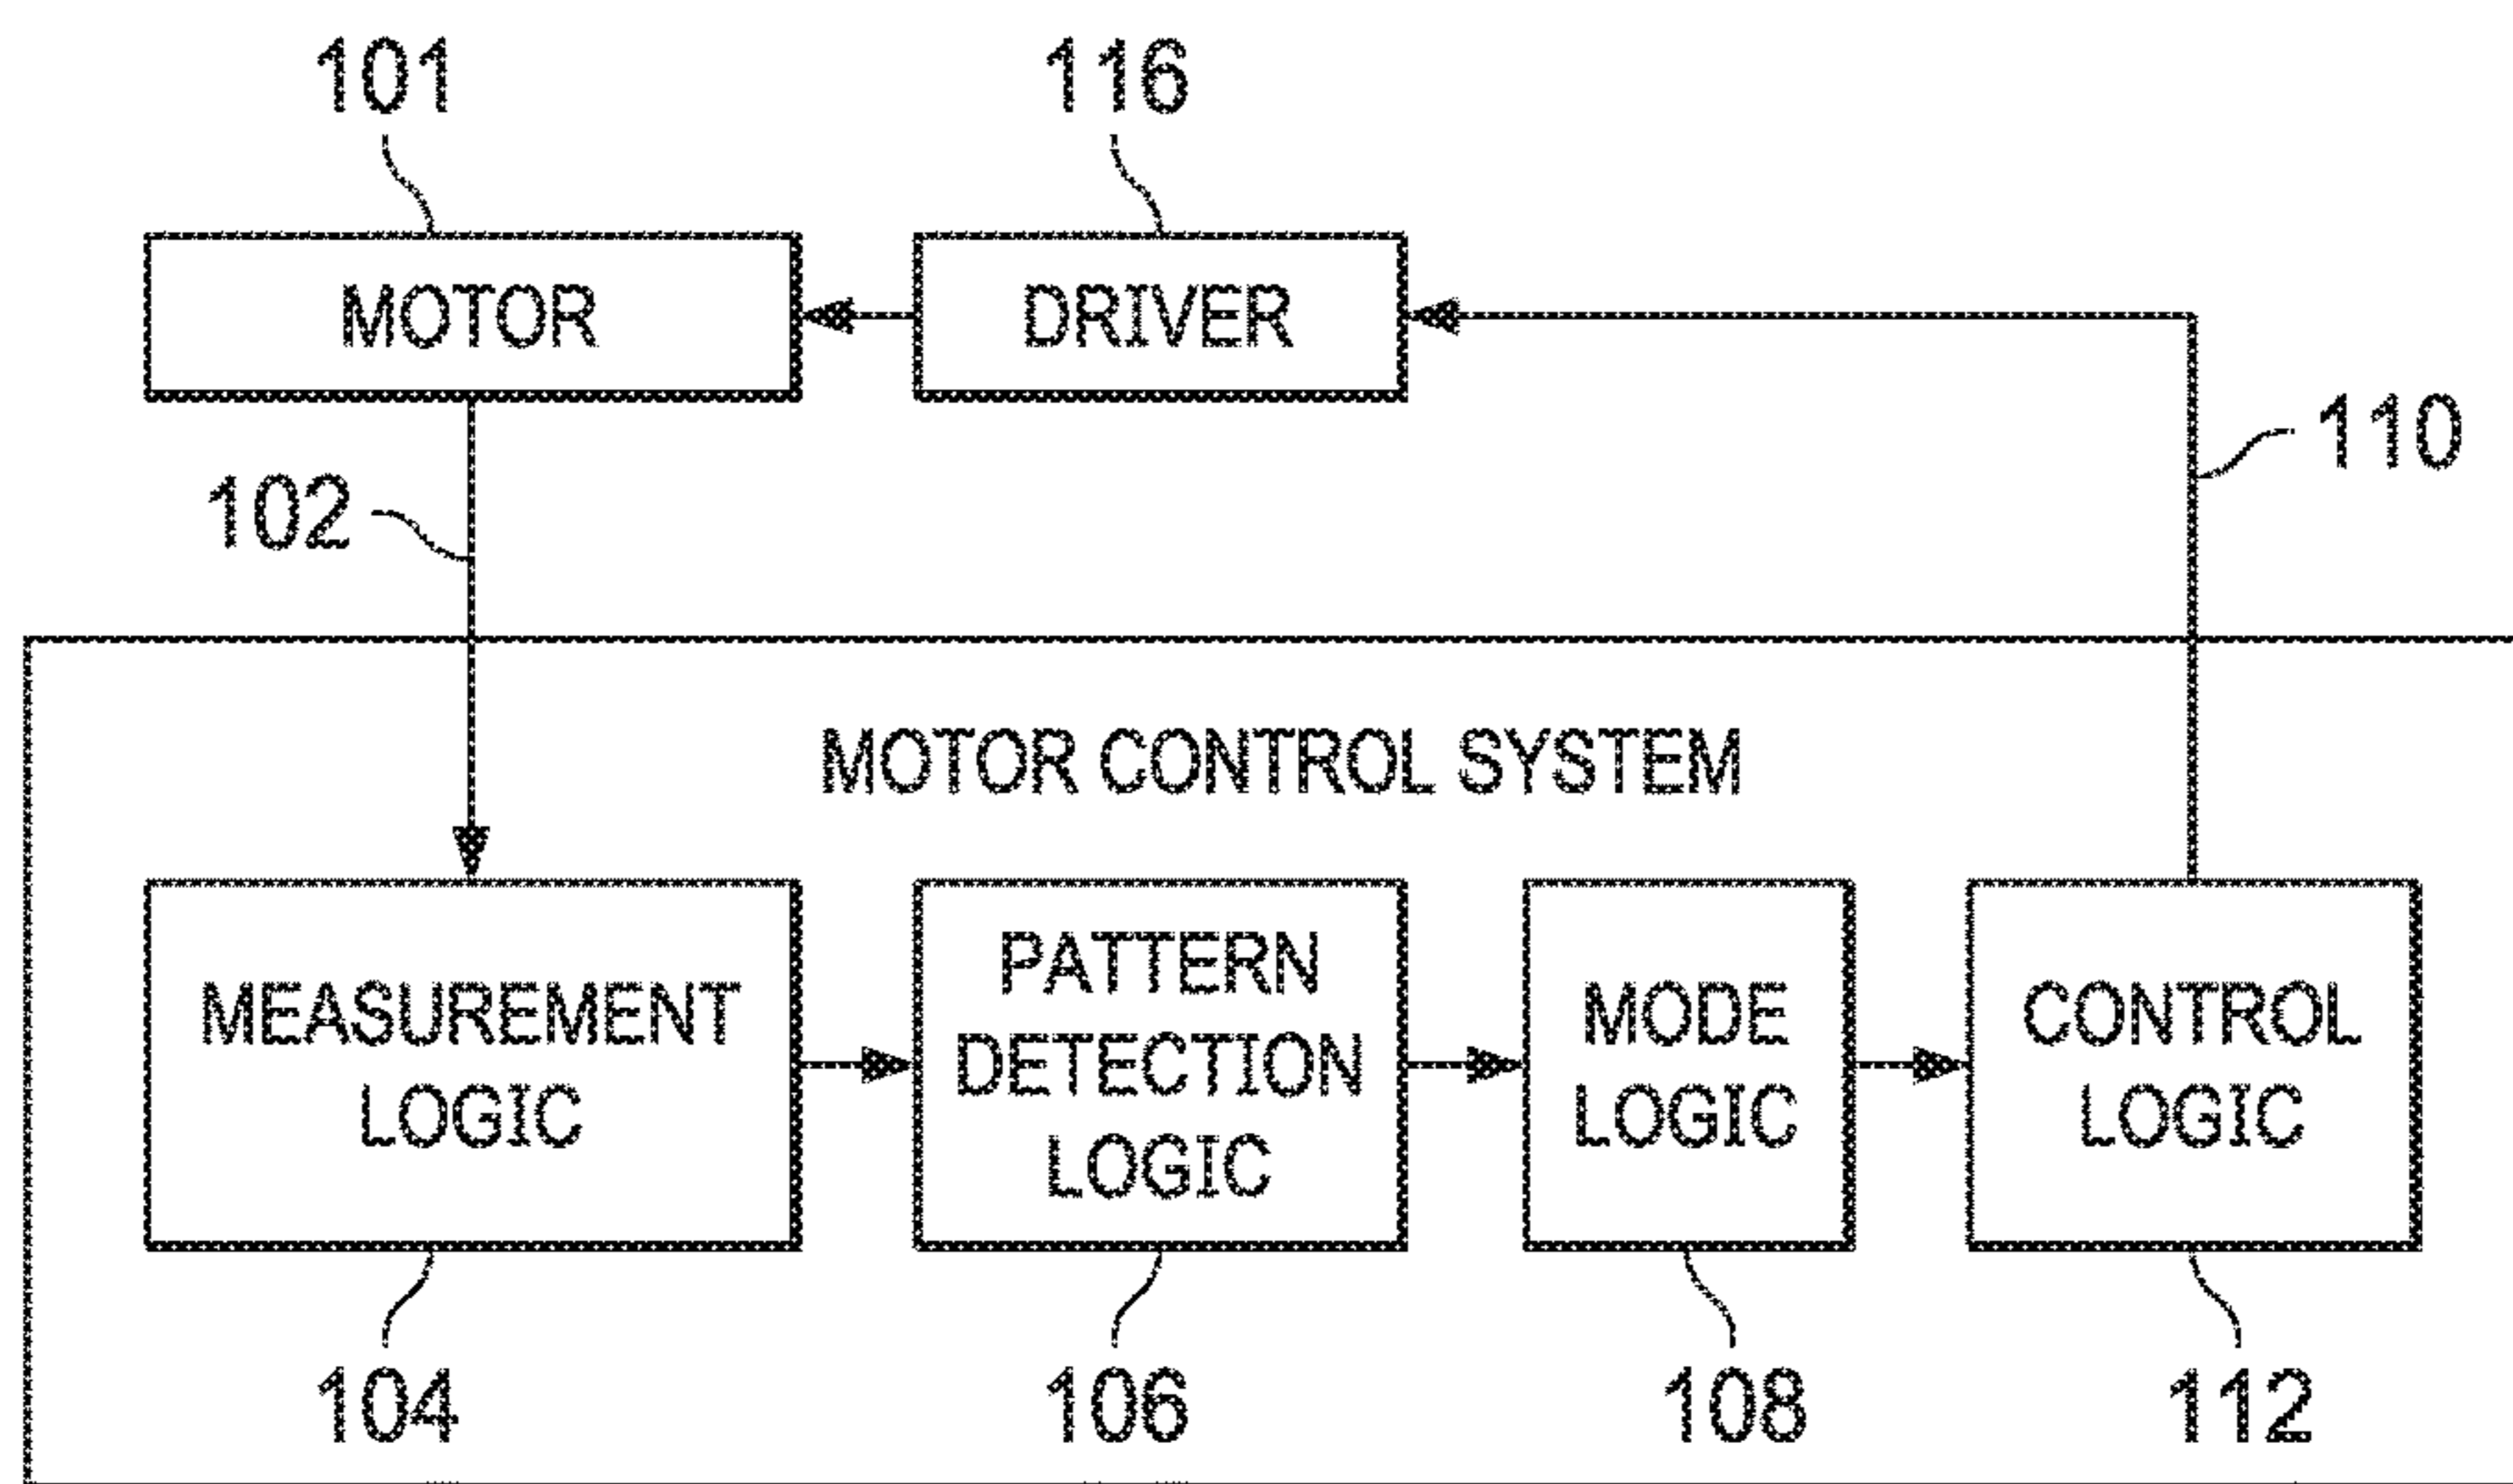 101
116
MOTOR
DRIVER
110
102
MOTOR CONTROL SYSTEM
MEASUREMENT
LOGIC
PATTERN
DETECTION
LOGIC
MODE
LOGIC
CONTROL
LOGIC
104
106
108
112